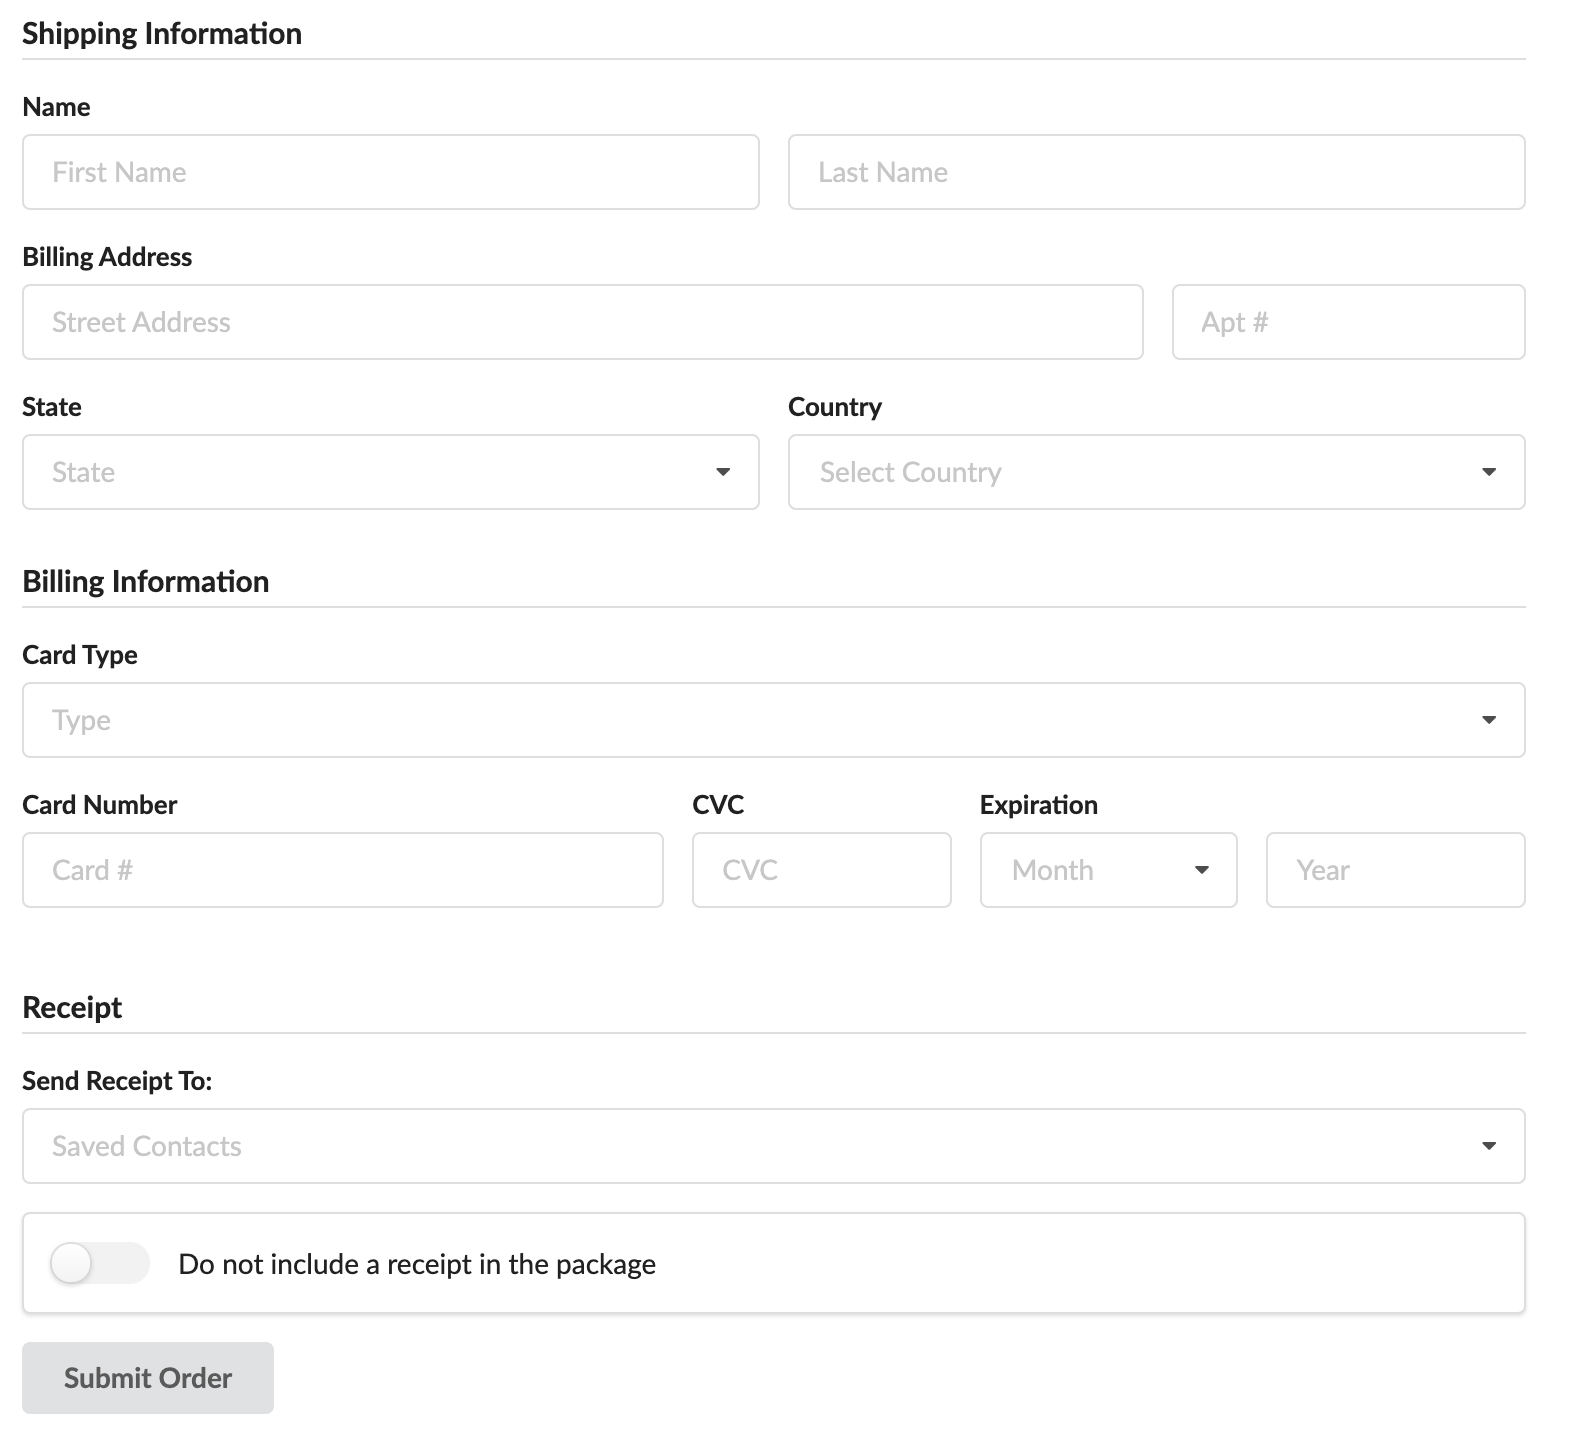 Shipping Information
Name
First Name Last Name
Billing Address
Street Address Apt #
State Country
State Select Country
Billing Information
Card Type
Type
Card Number CVC Expiration
Card # CVC Month Year
Receipt
Send Receipt To:
Saved Contacts
Do not include a receipt in the package
Submit Order